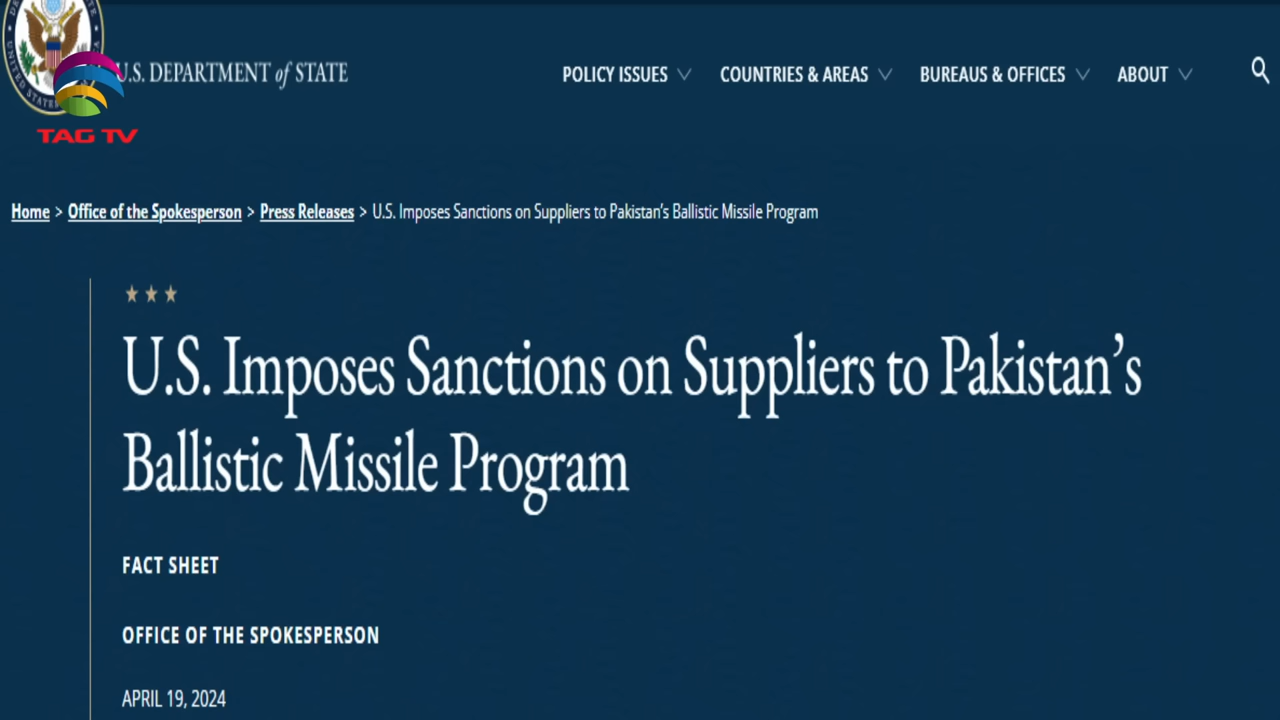 U.S. DEPARTMENT of STATE
POLICY ISSUES
COUNTRIES & AREAS
BUREAUS & OFFICES
ABOUT
TAG TV
Home > Office of the Spokesperson > Press Releases > U.S. Imposes Sanctions on Suppliers to Pakistan's Ballistic Missile Program
U.S. Imposes Sanctions on Suppliers to Pakistan’s
Ballistic Missile Program
FACT SHEET
OFFICE OF THE SPOKESPERSON
APRIL 19, 2024